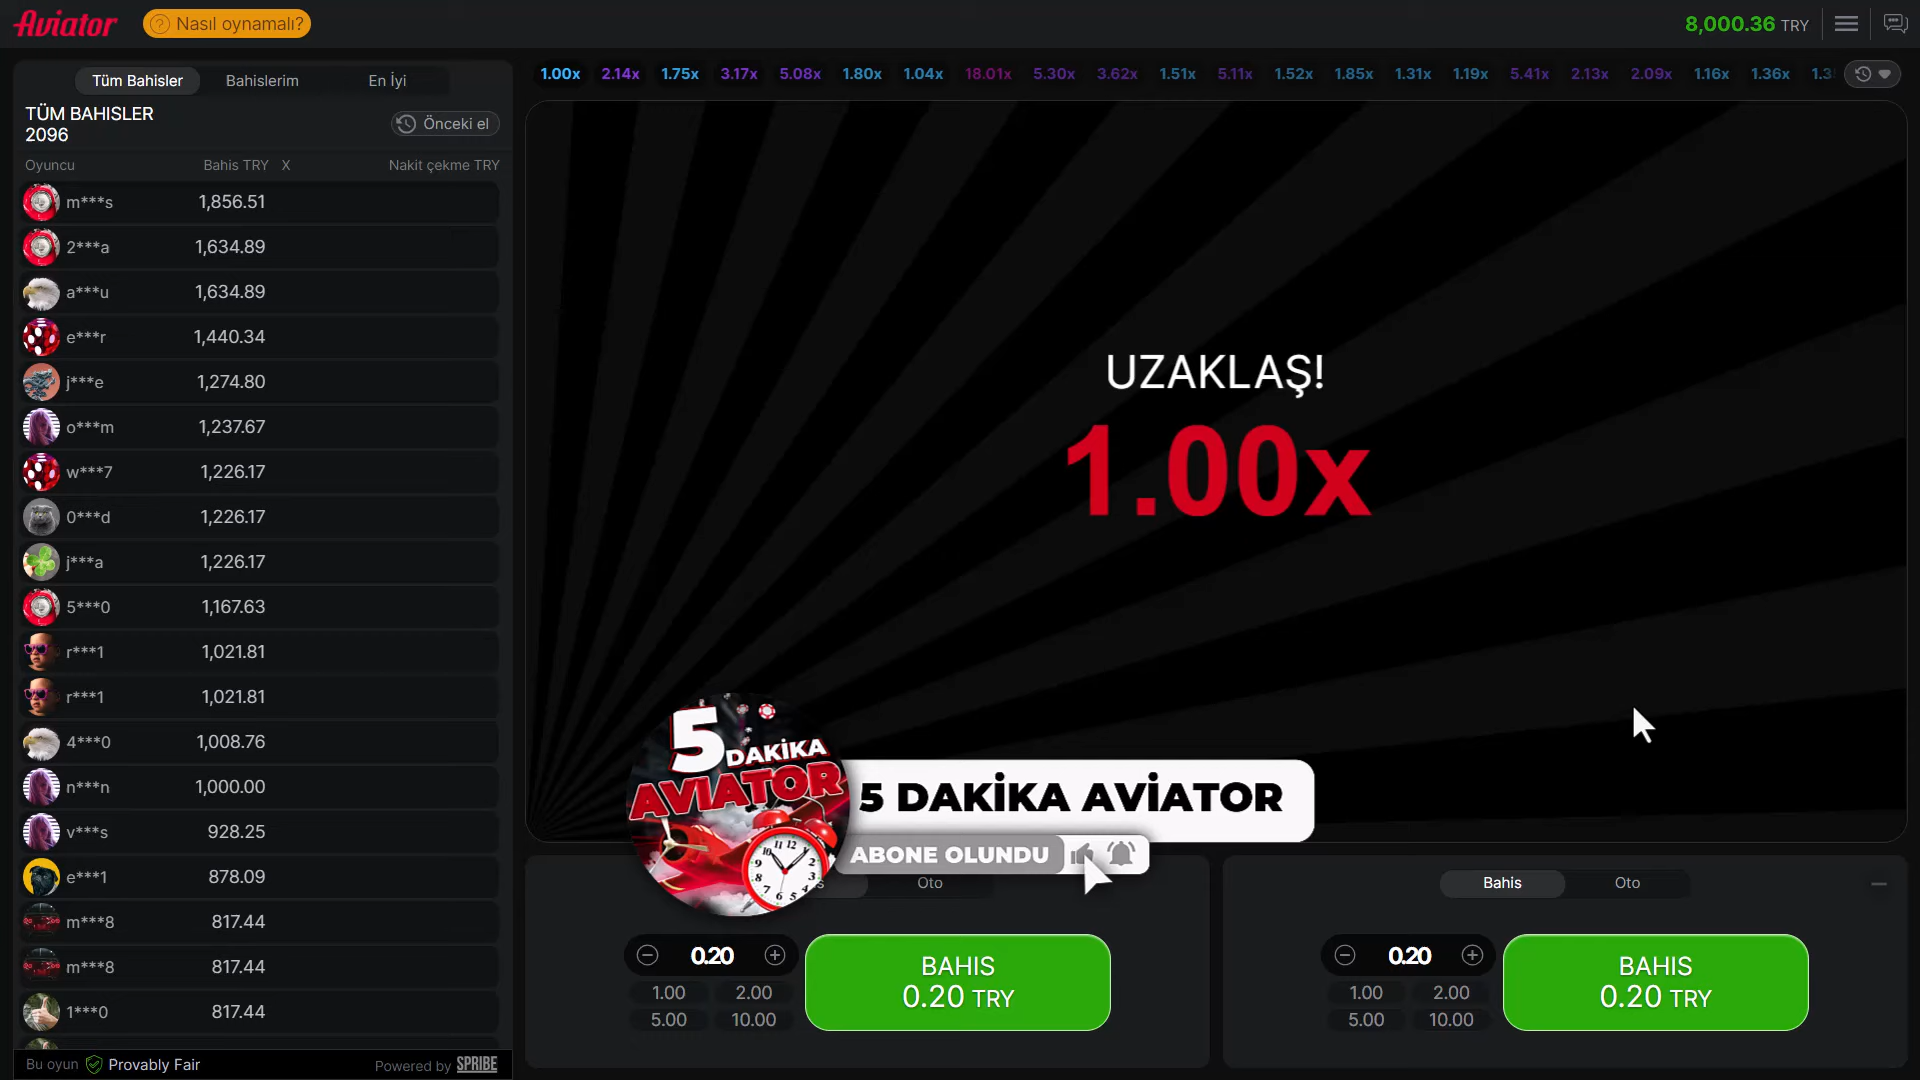 Aviator
? Nasıl oynamalı?
8,000.36 TRY
Tüm Bahisler Bahislerim En İyi
1.00x 2.14x 1.75x 3.17x 5.08x 1.80x 1.04x 18.01x 5.30x 3.62x 1.51x 5.11x 1.52x 1.85x 1.31x 1.19x 5.41x 2.13x 2.09x 1.16x 1.36x
TÜM BAHISLER
2096
Önceki el
Oyuncu Bahis TRY X Nakit çekme TRY
m***s 1,856.51
2***a 1,634.89
a***u 1,634.89
e***r 1,440.34
j***e 1,274.80
o***m 1,237.67
w***7 1,226.17
0***d 1,226.17
j***a 1,226.17
5***0 1,167.63
r***1 1,021.81
r***1 1,021.81
4***0 1,008.76
n***n 1,000.00
v***s 928.25
e***1 878.09
m***8 817.44
m***8 817.44
1***0 817.44
Bu oyun Provably Fair
Powered by SPRIBE
UZAKLAŞ!
1.00x
5 DAKİKA
AVİATOR
5 DAKİKA AVİATOR
ABONE OLUNDU
Oto
0.20
1.00 2.00
5.00 10.00
BAHIS
0.20 TRY
Bahis Oto
0.20
1.00 2.00
5.00 10.00
BAHIS
0.20 TRY